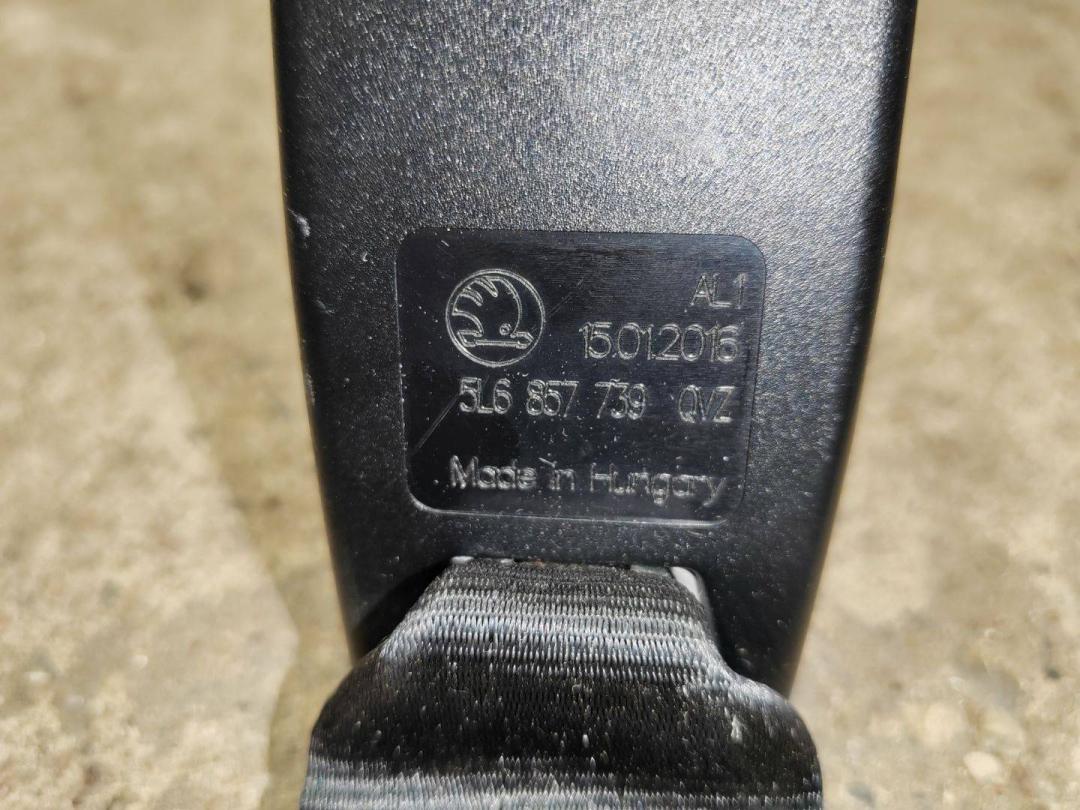 AL1
15.01.2016
5L6 857 739 QVZ
Made in Hungary